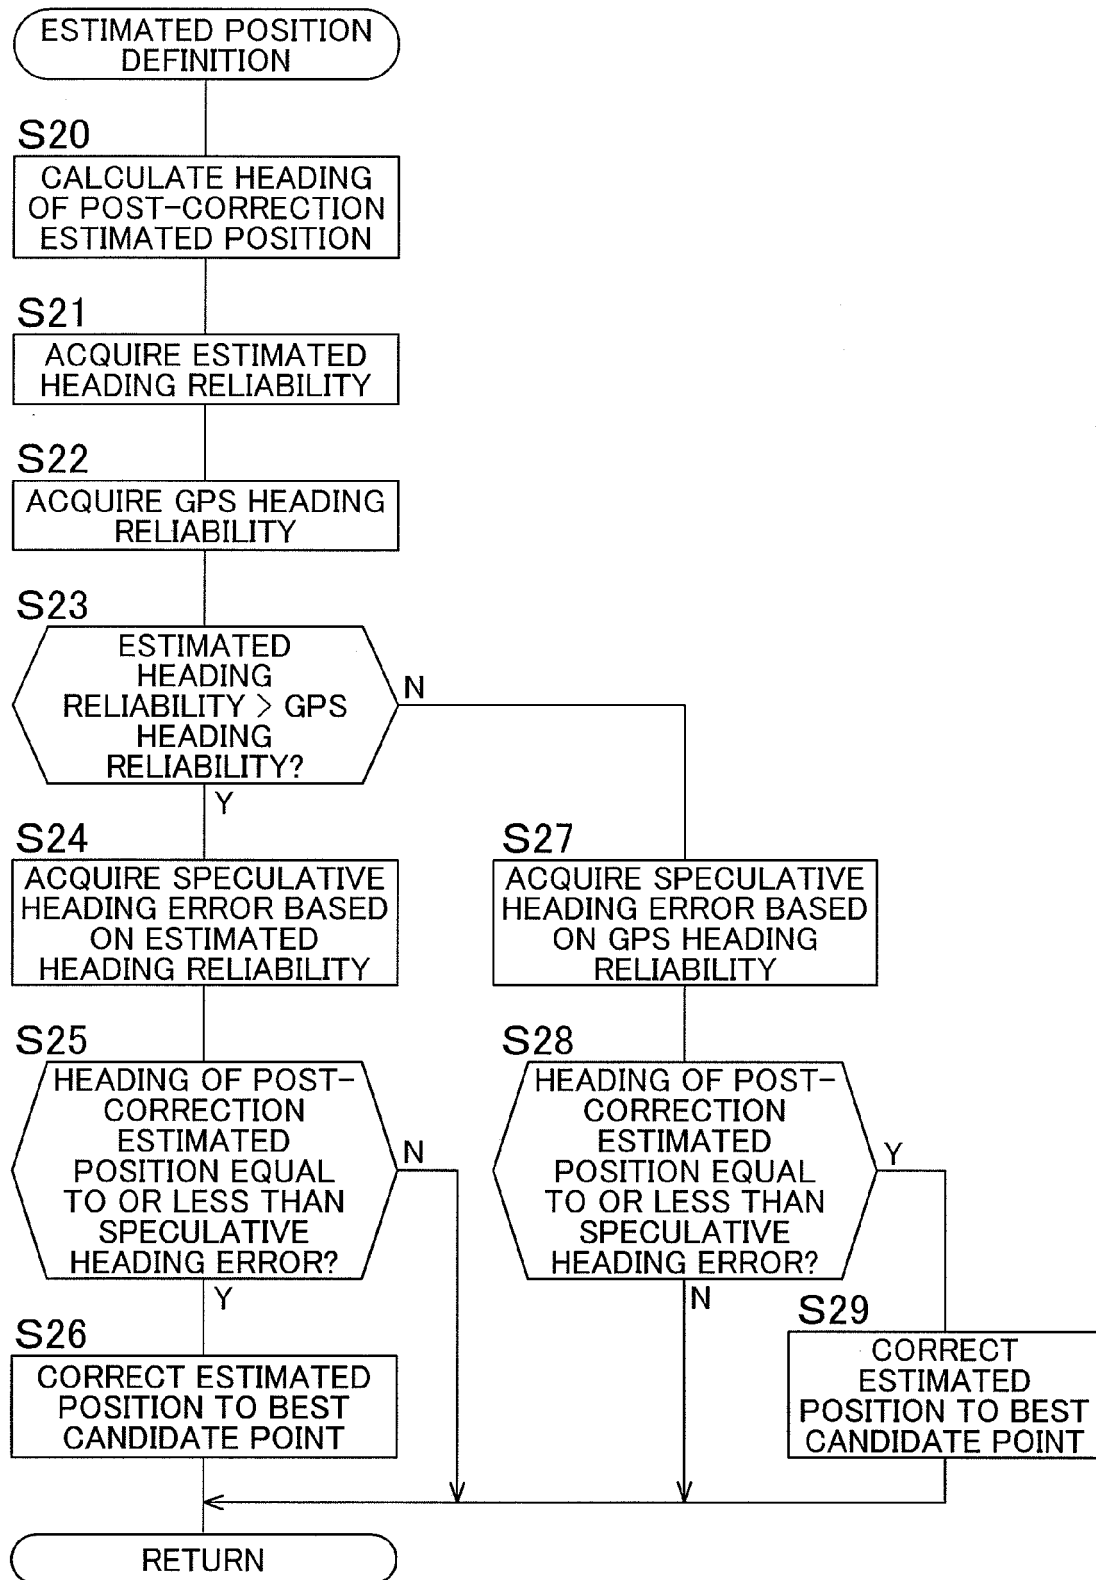 ESTIMATED POSITION
DEFINITION
S20
CALCULATE HEADING
OF POST-CORRECTION
ESTIMATED POSITION
S21
ACQUIRE ESTIMATED
HEADING RELIABILITY
S22
ACQUIRE GPS HEADING
RELIABILITY
S23
ESTIMATED
HEADING
RELIABILITY > GPS
HEADING
RELIABILITY?
N
Y
S24
ACQUIRE SPECULATIVE
HEADING ERROR BASED
ON ESTIMATED
HEADING RELIABILITY
S27
ACQUIRE SPECULATIVE
HEADING ERROR BASED
ON GPS HEADING
RELIABILITY
S25
HEADING OF POST-
CORRECTION
ESTIMATED
POSITION EQUAL
TO OR LESS THAN
SPECULATIVE
HEADING ERROR?
N
Y
S28
HEADING OF POST-
CORRECTION
ESTIMATED
POSITION EQUAL
TO OR LESS THAN
SPECULATIVE
HEADING ERROR?
Y
N
S26
CORRECT ESTIMATED
POSITION TO BEST
CANDIDATE POINT
S29
CORRECT
ESTIMATED
POSITION TO BEST
CANDIDATE POINT
RETURN